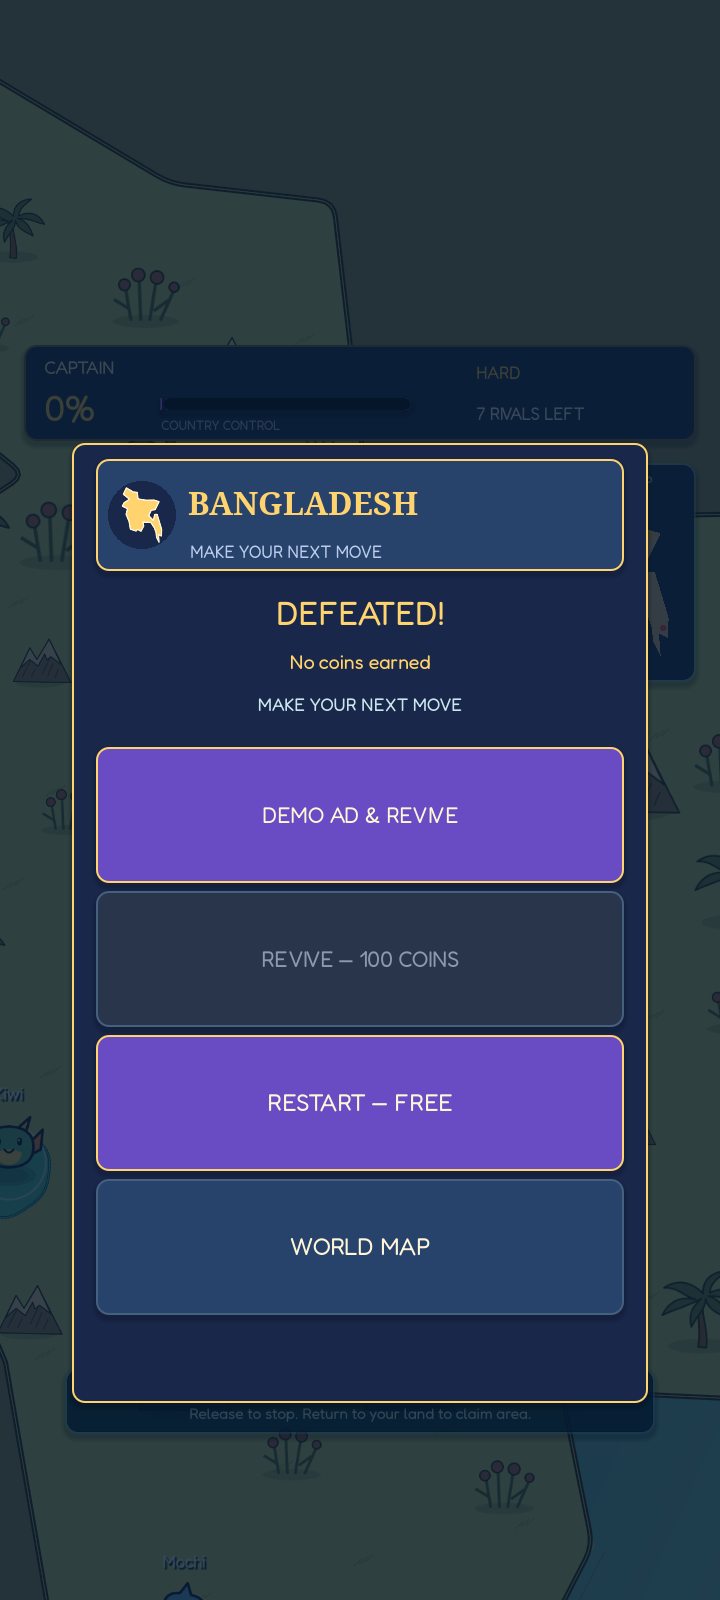 CAPTAIN
HARD
0%
7 RIVALS LEFT
COUNTRY CONTROL
BANGLADESH
MAKE YOUR NEXT MOVE
DEFEATED!
No coins earned
MAKE YOUR NEXT MOVE
DEMO AD & REVIVE
REVIVE — 100 COINS
Kiwi
RESTART — FREE
WORLD MAP
Release to stop. Return to your land to claim area.
Mochi